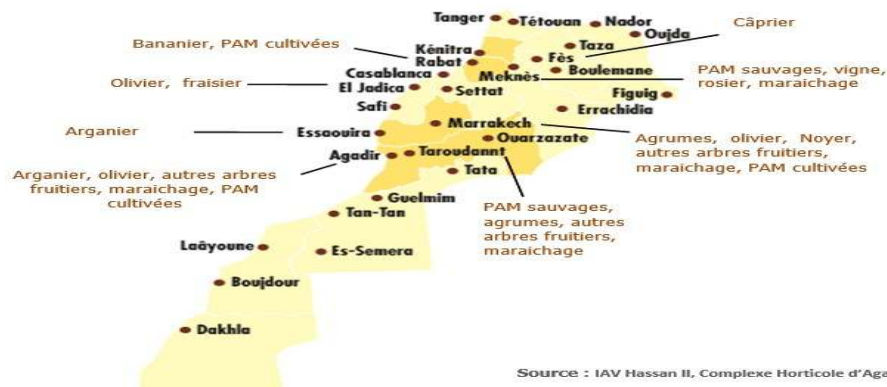 Tanger
Tétouan
Nador
Oujda
Câprier
Bananier, PAM cultivées
Kénitra
Rabat
Taza
Fès
Casablanca
Boulemane
Meknès
PAM sauvages, vigne,
rosier, maraichage
Olivier, fraisier
El Jadica
Settat
Figuig
Safi
Errachidia
Arganier
Essaouira
Marrakech
Ouarzazate
Agrumes, olivier, Noyer,
autres arbres fruitiers,
maraichage, PAM cultivées
Agadir
Taroudannt
Arganier, olivier, autres arbres
fruitiers, maraichage, PAM
cultivées
Tata
Guelmim
PAM sauvages,
agrumes, autres
arbres fruitiers,
maraichage
Tan-Tan
Laâyoune
Es-Semera
Boujdour
Dakhla
Source : IAV Hassan II, Complexe Horticole d'Aga